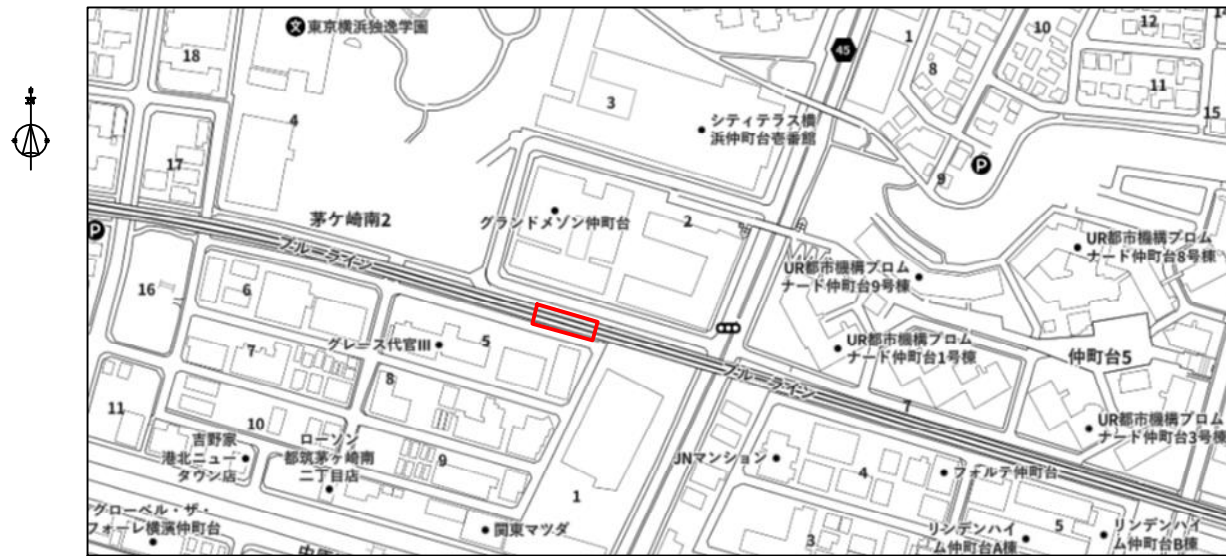 文 東京横浜独逸学園
18
4
17
3
シティテラス横
浜仲町台壱番館
45
1
8
10
12
14
11
15
P
9
茅ケ崎南2
グランドメゾン仲町台
2
ブルーライン
P
16
6
グレース代官III
5
7
8
11
10
吉野家
港北ニュー
タウン店
ローソン
都筑茅ケ崎南
二丁目店
9
グローベル・ザ・
フォーレ横濱仲町台
関東マツダ
1
UR都市機構プロム
ナード仲町台9号棟
UR都市機構プロム
ナード仲町台8号棟
UR都市機構プロム
ナード仲町台1号棟
仲町台5
ブルーライン
7
UR都市機構プロム
ナード仲町台3号棟
JNマンション
4
フォルテ仲町台
3
リンデンハイ
ム仲町台A棟
5
リンデンハイ
ム仲町台B棟